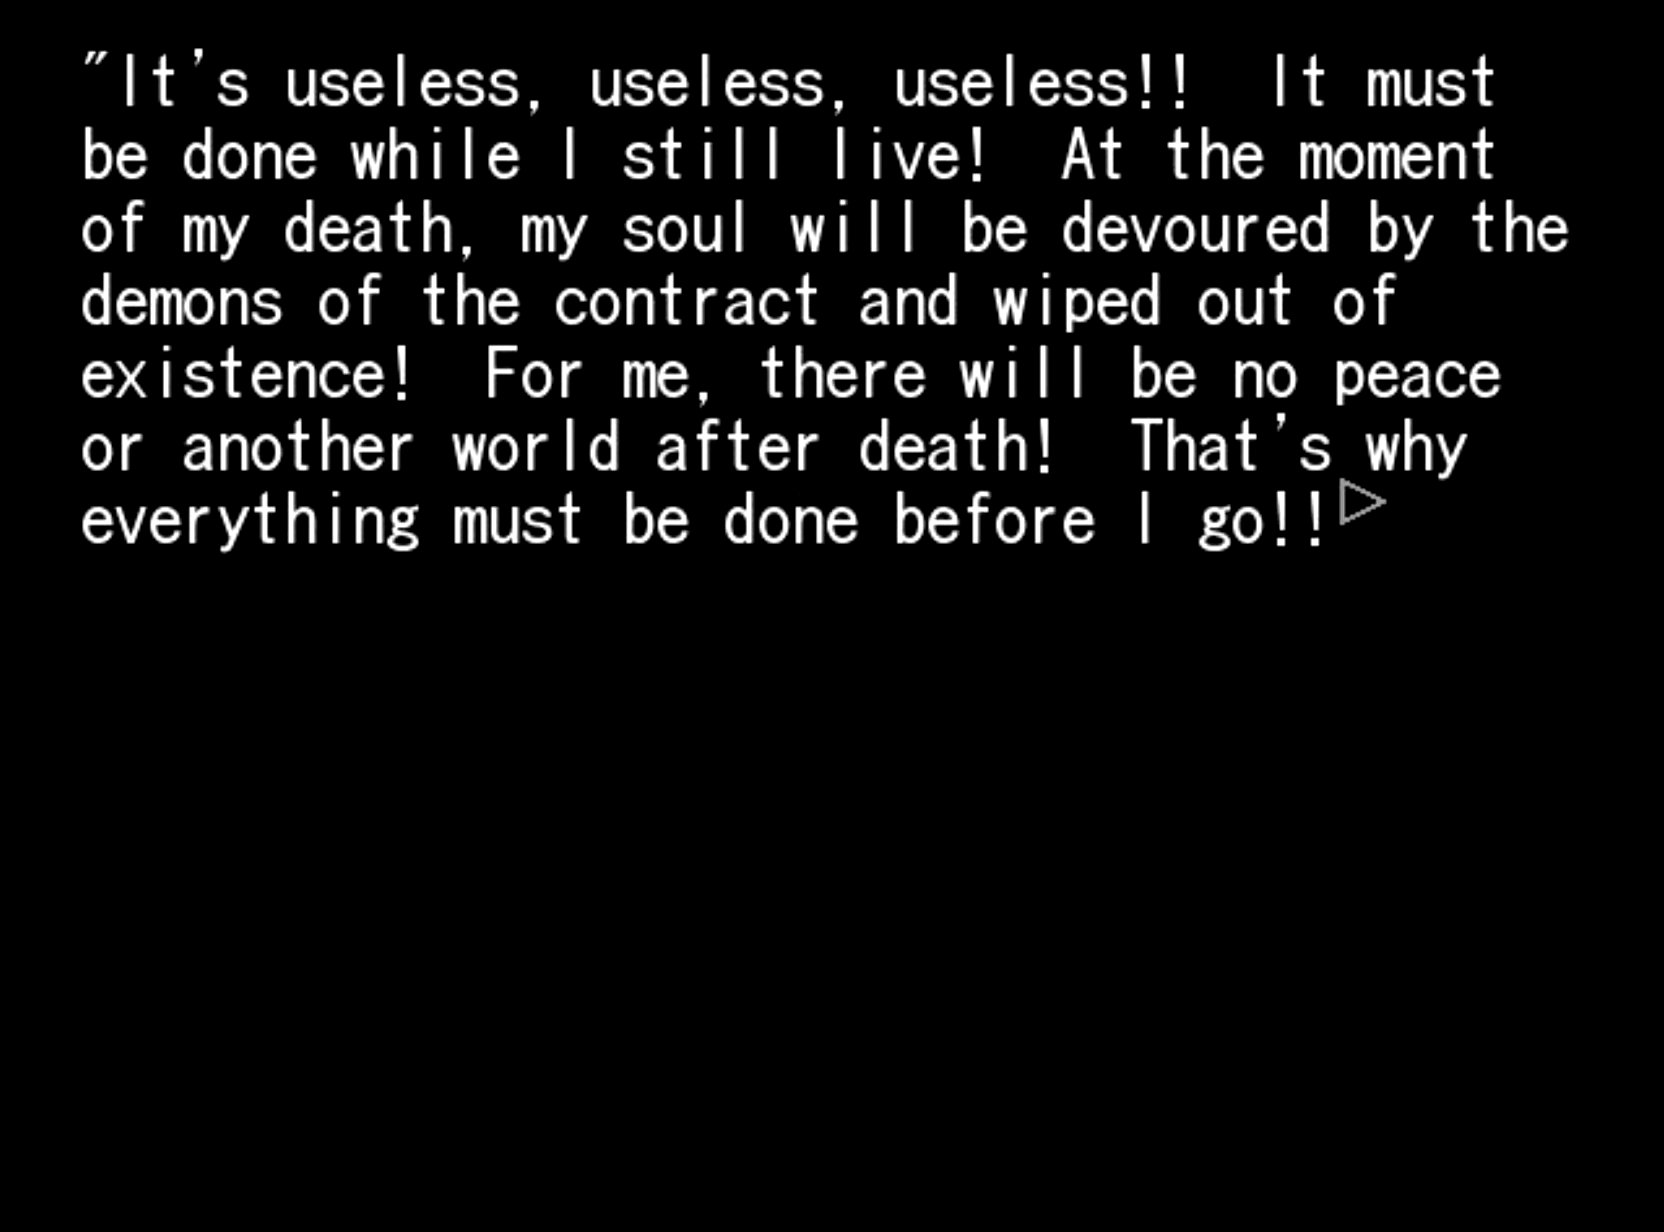 "It's useless, useless, useless!!  It must
be done while I still live!  At the moment
of my death, my soul will be devoured by the
demons of the contract and wiped out of
existence!  For me, there will be no peace
or another world after death!  That's why
everything must be done before I go!!